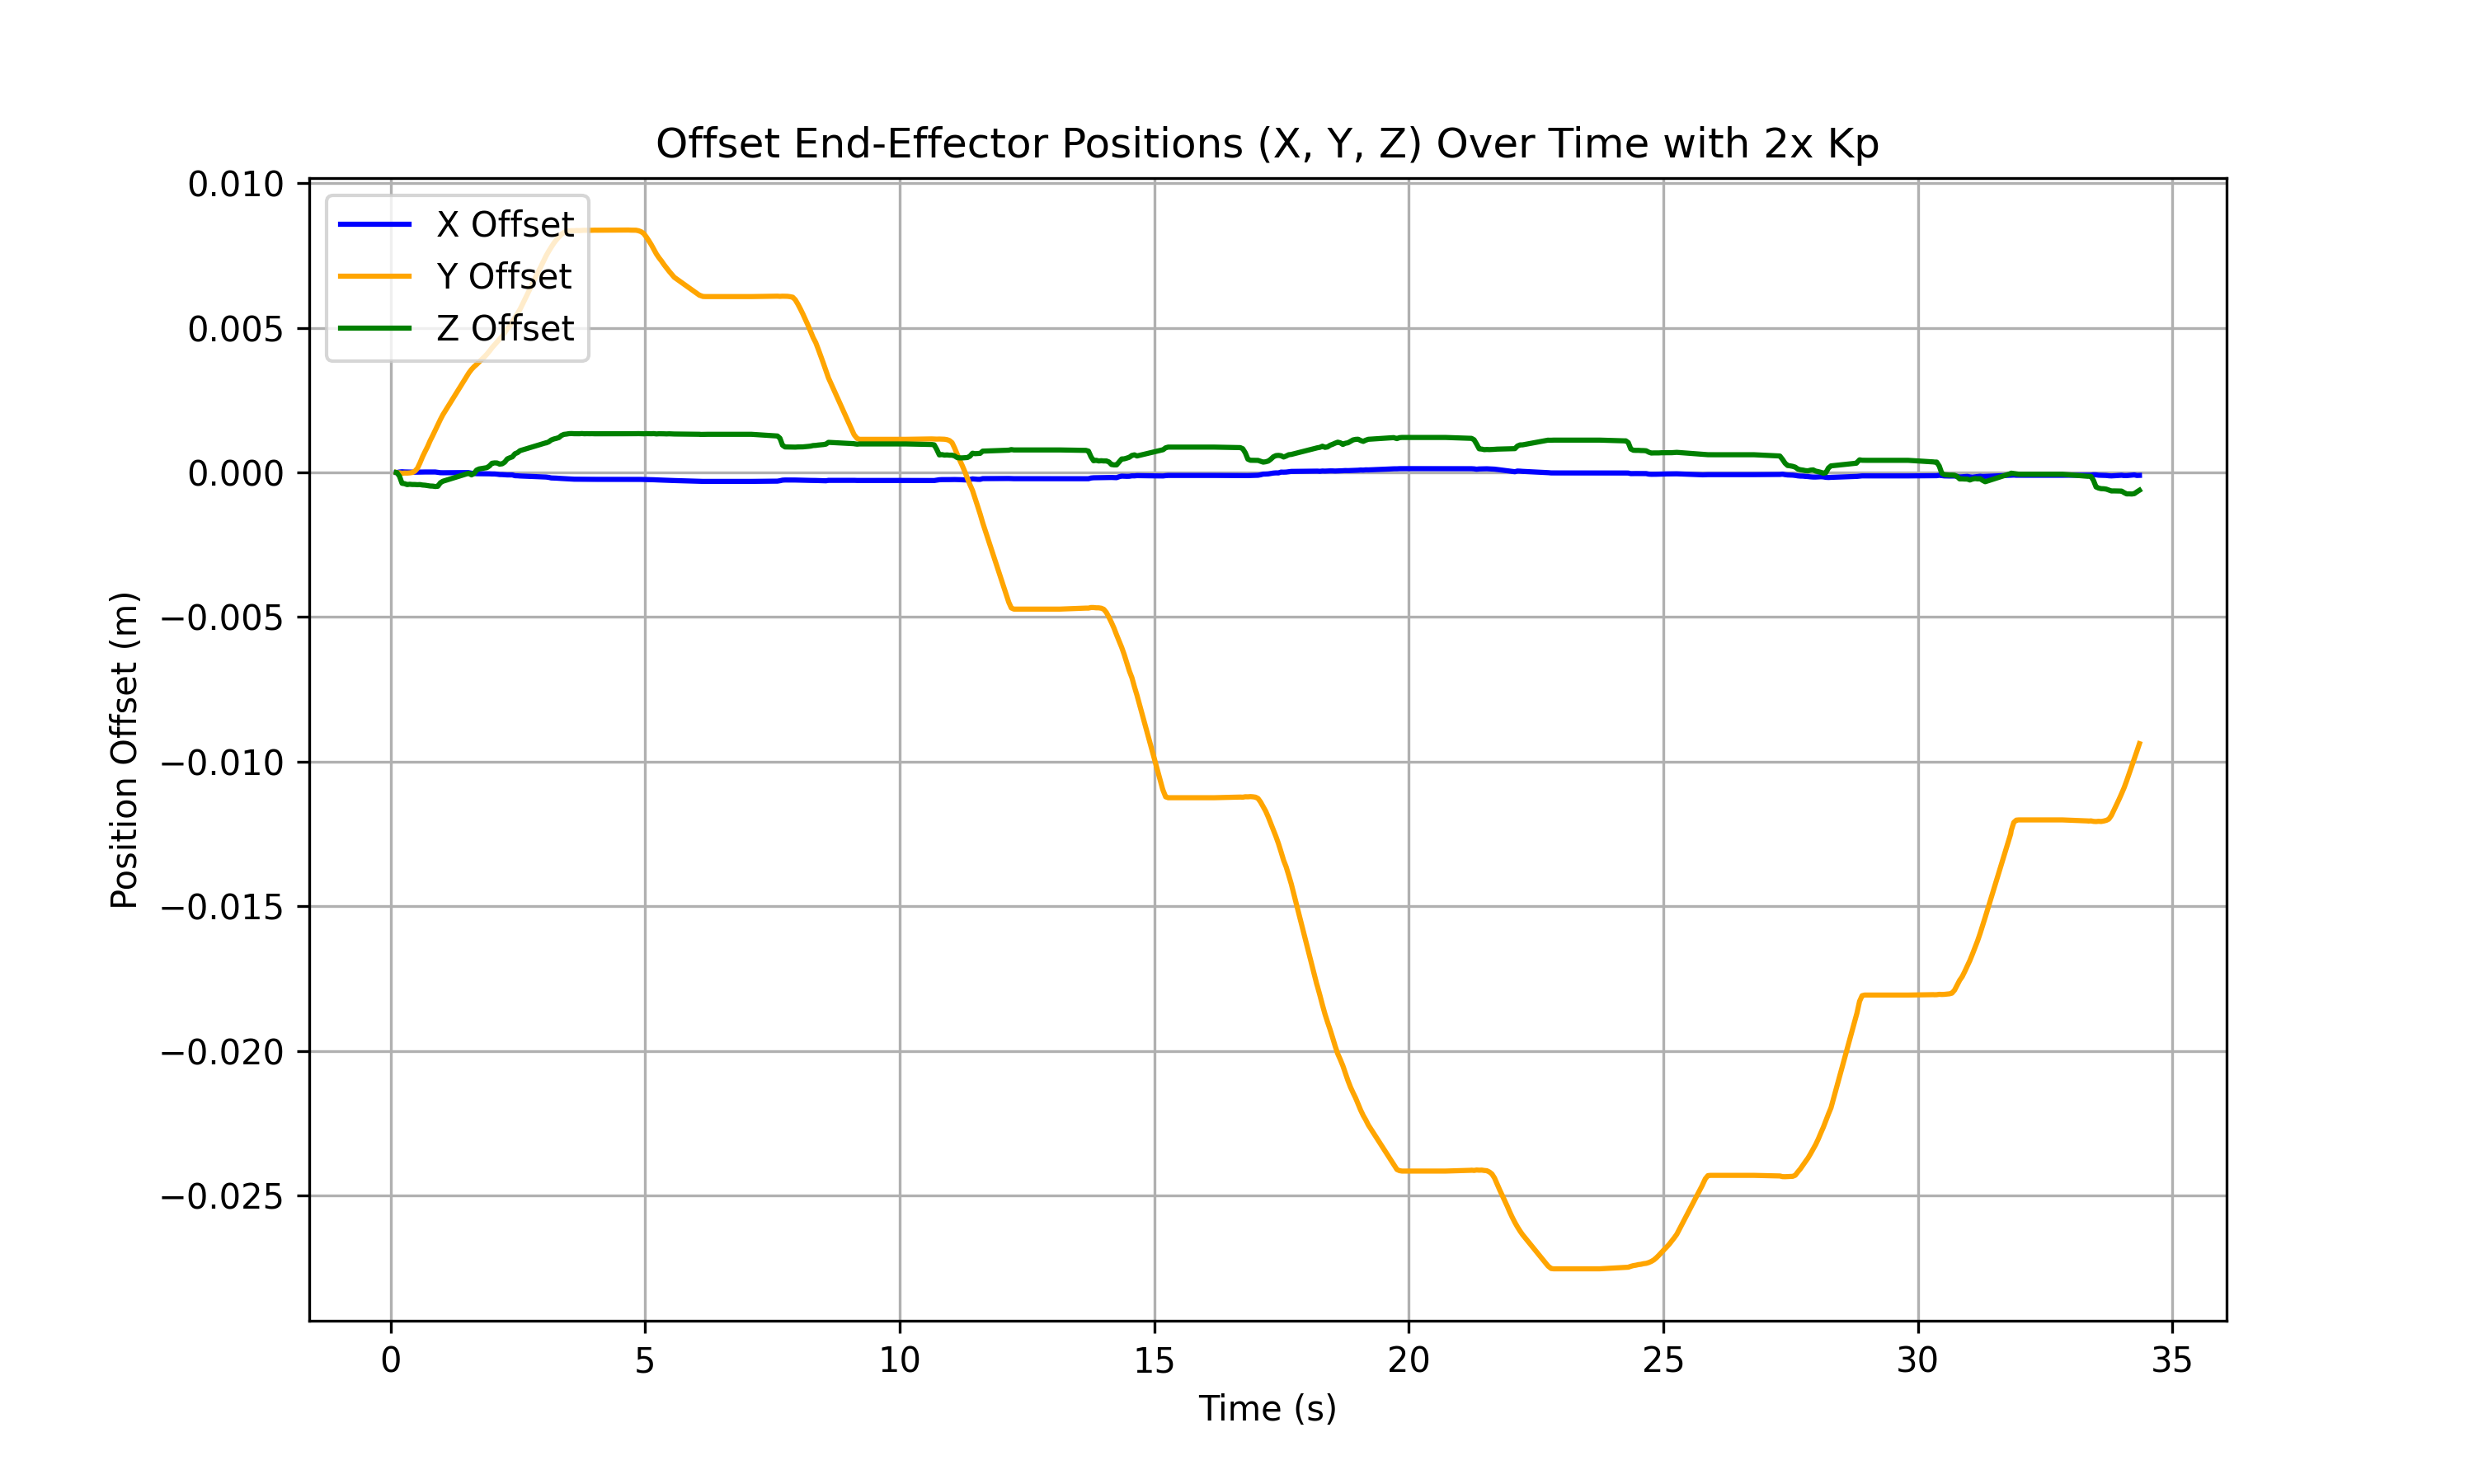 Offset End-Effector Positions (X, Y, Z) Over Time with 2x Kp
X Offset
Y Offset
Z Offset
0.010
0.005
0.000
−0.005
−0.010
−0.015
−0.020
−0.025
Position Offset (m)
0 5 10 15 20 25 30 35
Time (s)